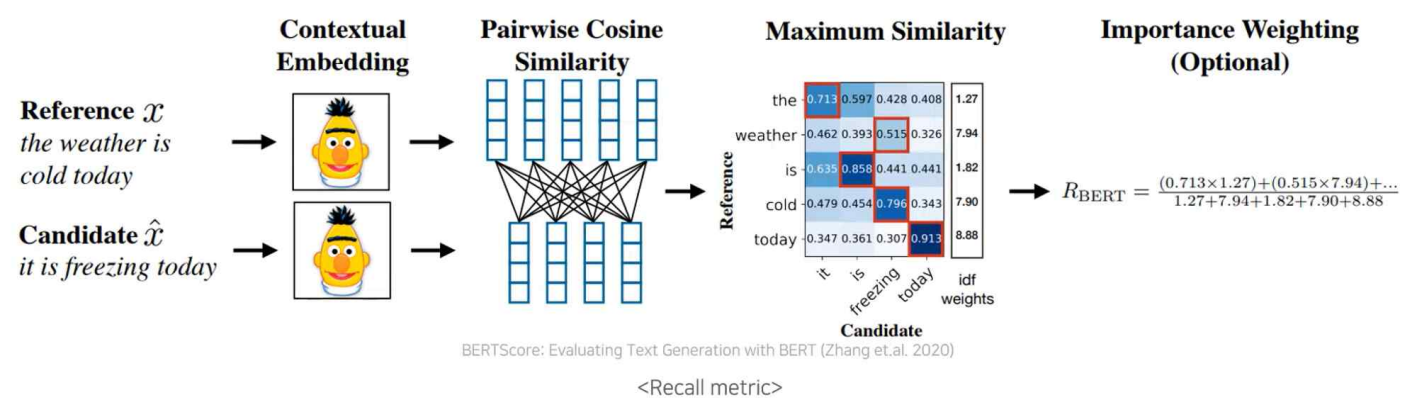 Contextual
Embedding
Pairwise Cosine
Similarity
Maximum Similarity
Importance Weighting
(Optional)
Reference x
the weather is
cold today
Candidate x̂
it is freezing today
Reference
the 0.713 0.597 0.428 0.408 1.27
weather 0.462 0.393 0.515 0.326 7.94
is 0.635 0.858 0.441 0.441 1.82
cold 0.479 0.454 0.796 0.343 7.90
today 0.347 0.361 0.307 0.913 8.88
it is freezing today
idf
weights
Candidate
R_BERT = (0.713×1.27)+(0.515×7.94)+... / 1.27+7.94+1.82+7.90+8.88
BERTScore: Evaluating Text Generation with BERT (Zhang et.al. 2020)
<Recall metric>